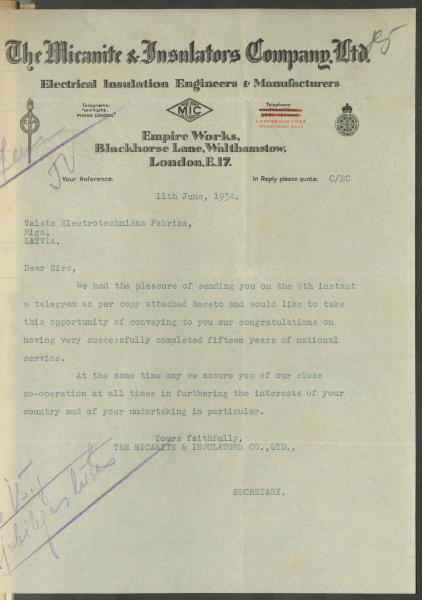 The Micanite & Insulators Company, Ltd.
25
Electrical Insulation Engineers & Manufacturers
Telegrams:
"MYTILITE,
PHONE LONDON."
MIC
Telephone:
LARKSWOOD 1044
Empire Works,
Blackhorse Lane, Walthamstow,
London, E.17.
Your Reference:
In Reply please quote: C/EC
11th June, 1934.
Valsts Electrotechniska Fabrika,
Riga,
LATVIA.
Dear Sirs,
We had the pleasure of sending you on the 9th instant
a telegram as per copy attached hereto and would like to take
this opportunity of conveying to you our congratulations on
having very successfully completed fifteen years of national
service.
At the same time may we assure you of our close
co-operation at all times in furthering the interests of your
country and of your undertaking in particular.
Yours faithfully,
THE MICANITE & INSULATORS CO.,LTD.,
SECRETARY.